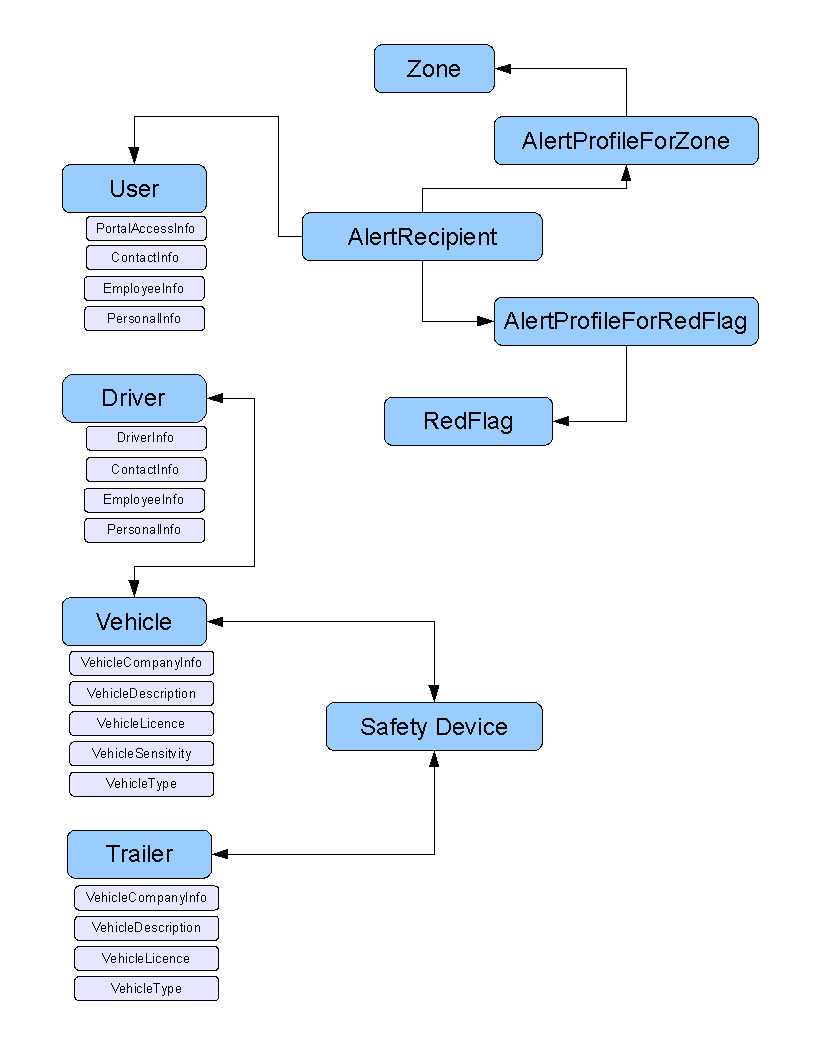 Zone
AlertProfileForZone
User
PortalAccessInfo
ContactInfo
EmployeeInfo
PersonalInfo
AlertRecipient
AlertProfileForRedFlag
RedFlag
Driver
DriverInfo
ContactInfo
EmployeeInfo
PersonalInfo
Vehicle
VehicleCompanyInfo
VehicleDescription
VehicleLicence
VehicleSensitvity
VehicleType
Safety Device
Trailer
VehicleCompanyInfo
VehicleDescription
VehicleLicence
VehicleType